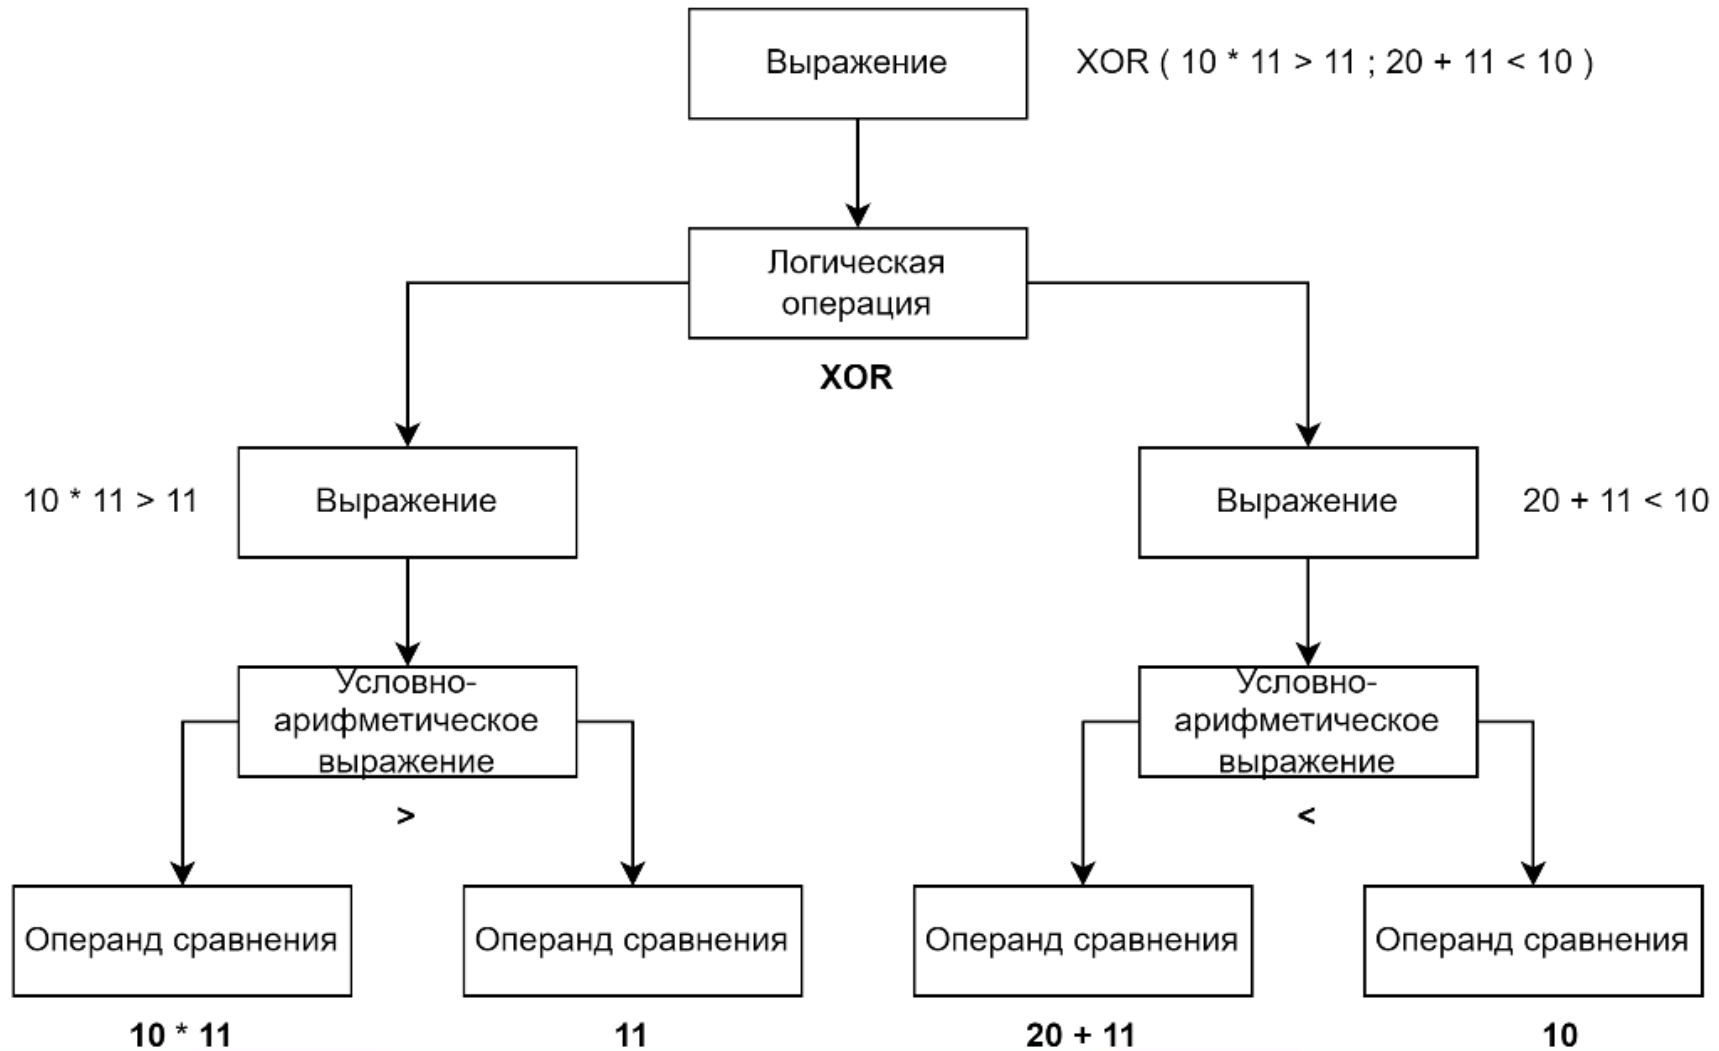 Выражение
XOR ( 10 * 11 > 11 ; 20 + 11 < 10 )
Логическая
операция
XOR
10 * 11 > 11
Выражение
Выражение
20 + 11 < 10
Условно-
арифметическое
выражение
>
Условно-
арифметическое
выражение
<
Операнд сравнения
Операнд сравнения
Операнд сравнения
Операнд сравнения
10 * 11
11
20 + 11
10